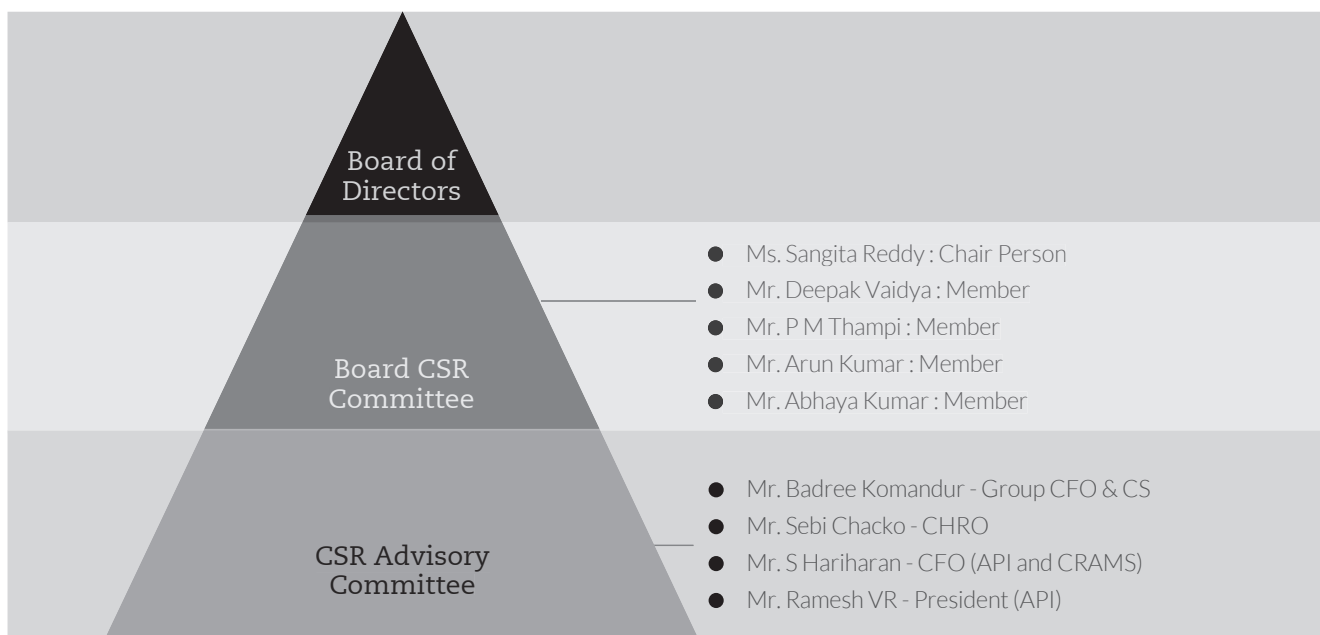 Board of
Directors
Board CSR
Committee
Ms. Sangita Reddy : Chair Person
Mr. Deepak Vaidya : Member
Mr. P M Thampi : Member
Mr. Arun Kumar : Member
Mr. Abhaya Kumar : Member
CSR Advisory
Committee
Mr. Badree Komandur - Group CFO & CS
Mr. Sebi Chacko - CHRO
Mr. S Hariharan - CFO (API and CRAMS)
Mr. Ramesh VR - President (API)